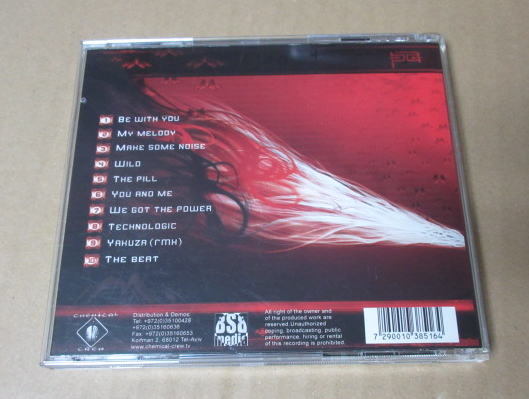 1 Be with you
2 My melody
3 Make some noise
4 Wild
5 The pill
6 You and me
7 We got the power
8 Technologic
9 Yakuza (rmx)
10 The beat
CHEMICAL
CREW
Distribution & Demos:
Tel: +972(0)35100428
+972(0)35160636
Fax: +972(0)35160653
Koifman 2, 68012 Tel-Aviv
www.chemical-crew.tv
media
All right of the owner and of
the produced work are
reserved.Unauthorized
coping, broadcasting, public
performance, hiring or rental
of this recording is prohibited.
7 290010 385164